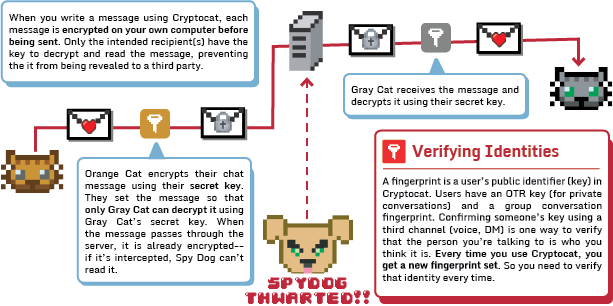 When you write a message using Cryptocat, each
message is encrypted on your own computer before
being sent. Only the intended recipient(s) have the
key to decrypt and read the message, preventing
the it from being revealed to a third party.
Gray Cat receives the message and
decrypts it using their secret key.
Orange Cat encrypts their chat
message using their secret key.
They set the message so that
only Gray Cat can decrypt it using
Gray Cat's secret key. When
the message passes through the
server, it is already encrypted--
if it's intercepted, Spy Dog can't
read it.
SPYDOG
THWARTED!!
Verifying Identities
A fingerprint is a user's public identifier (key) in
Cryptocat. Users have an OTR key (for private
conversations) and a group conversation
fingerprint. Confirming someone's key using a
third channel (voice, DM) is one way to verify
that the person you're talking to is who you
think it is. Every time you use Cryptocat, you
get a new fingerprint set. So you need to verify
that identity every time.